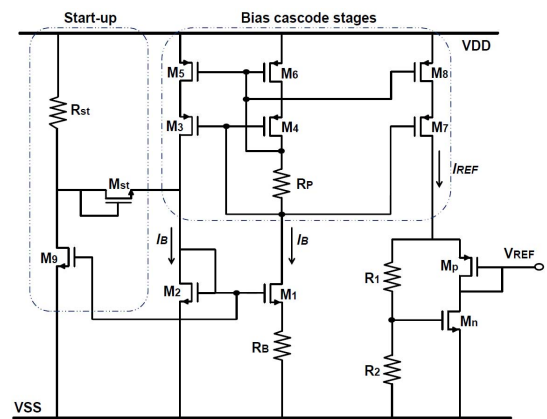 Start-up
Bias cascode stages
VDD
M5
M6
M8
Rst
M3
M4
M7
Mst
RP
IREF
M9
IB
IB
VREF
R1
Mp
M2
M1
Mn
RB
R2
VSS